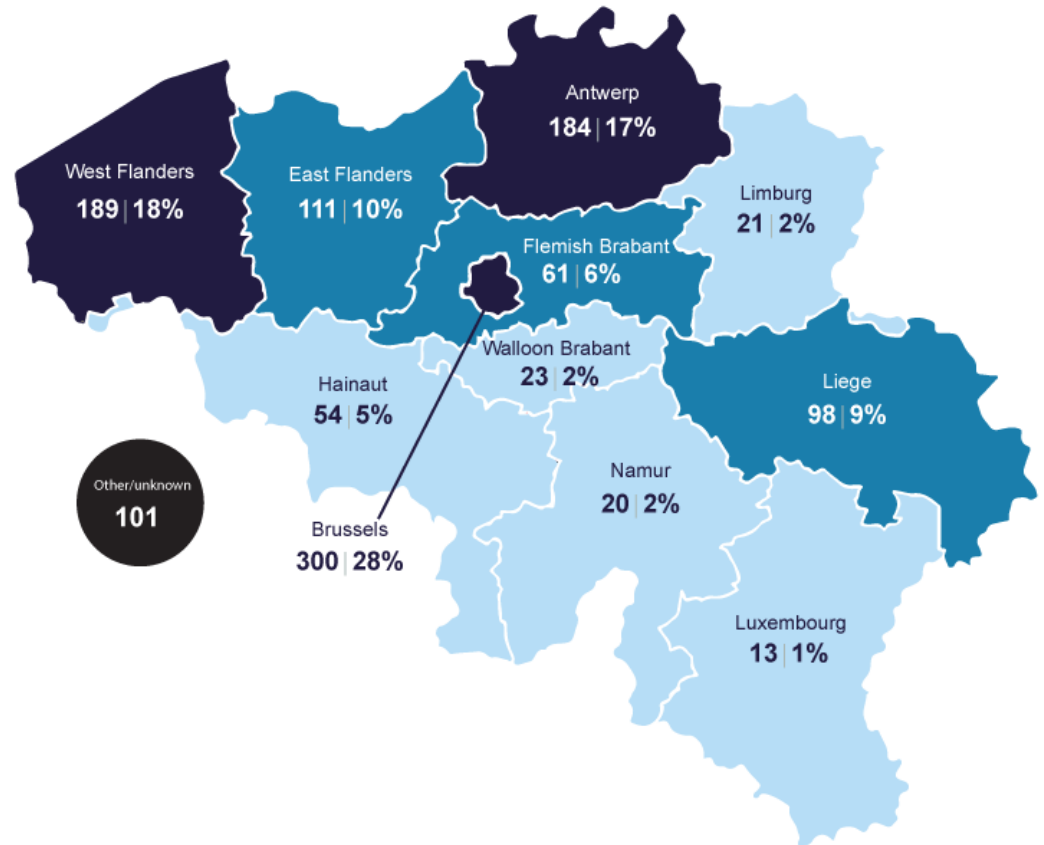 Antwerp
184|17%
West Flanders
189|18%
East Flanders
111|10%
Limburg
21|2%
Flemish Brabant
61|6%
Walloon Brabant
23|2%
Hainaut
54|5%
Liege
98|9%
Namur
20|2%
Other/unknown
101
Brussels
300|28%
Luxembourg
13|1%